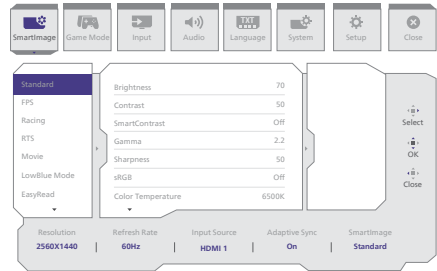 TXT
SmartImage Game Mode Input Audio Language System Setup Close
Standard
FPS
Racing
RTS
Movie
LowBlue Mode
EasyRead
Brightness 70
Contrast 50
SmartContrast Off
Gamma 2.2
Sharpness 50
sRGB Off
Color Temperature 6500K
Select
OK
Close
Resolution Refresh Rate Input Source Adaptive Sync SmartImage
2560X1440 | 60Hz | HDMI 1 | On | Standard